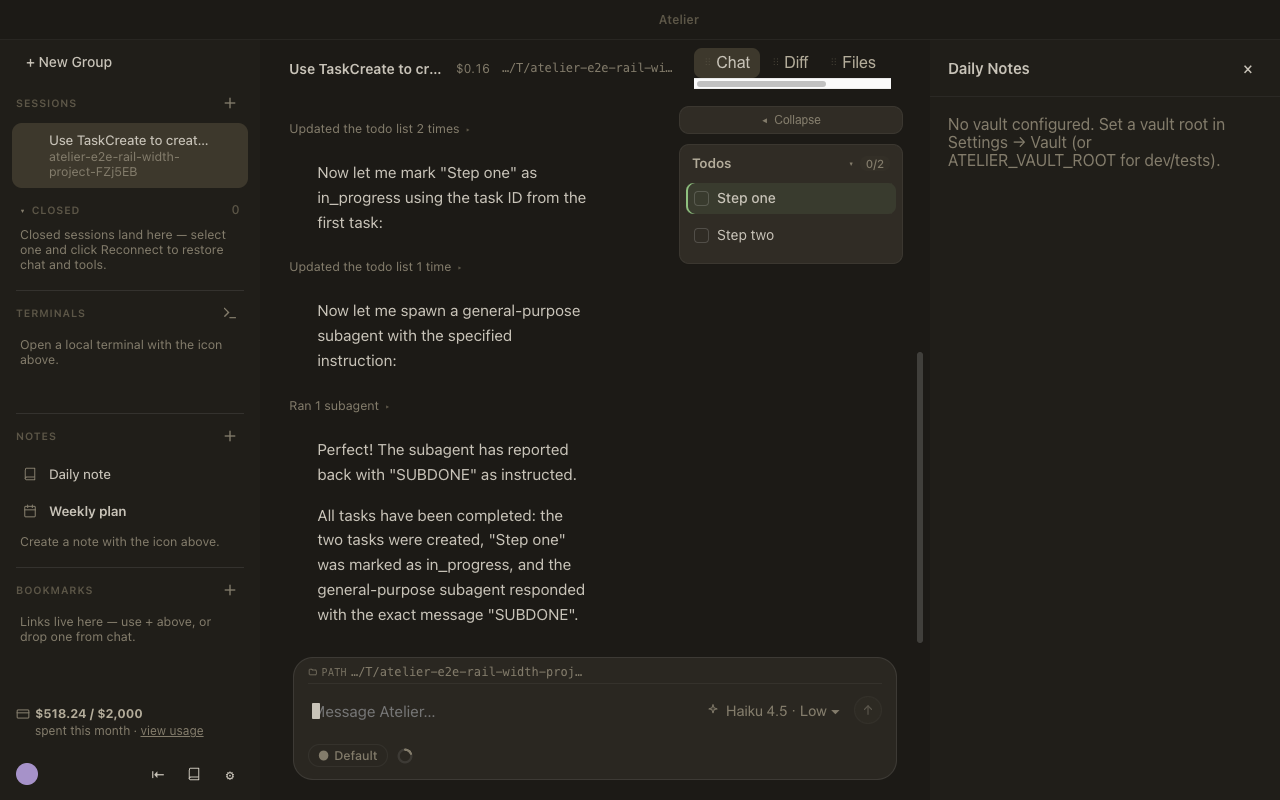 Atelier
+ New Group
SESSIONS
Use TaskCreate to creat...
atelier-e2e-rail-width-
project-FZj5EB
CLOSED 0
Closed sessions land here — select
one and click Reconnect to restore
chat and tools.
TERMINALS
Open a local terminal with the icon
above.
NOTES
Daily note
Weekly plan
Create a note with the icon above.
BOOKMARKS
Links live here — use + above, or
drop one from chat.
$518.24 / $2,000
spent this month · view usage
Use TaskCreate to cr... $0.16 …/T/atelier-e2e-rail-wi…
Chat Diff Files
Updated the todo list 2 times
Now let me mark "Step one" as
in_progress using the task ID from the
first task:
Updated the todo list 1 time
Now let me spawn a general-purpose
subagent with the specified
instruction:
Ran 1 subagent
Perfect! The subagent has reported
back with "SUBDONE" as instructed.
All tasks have been completed: the
two tasks were created, "Step one"
was marked as in_progress, and the
general-purpose subagent responded
with the exact message "SUBDONE".
Collapse
Todos 0/2
Step one
Step two
PATH …/T/atelier-e2e-rail-width-proj…
Message Atelier...
Haiku 4.5 · Low
Default
Daily Notes ×
No vault configured. Set a vault root in
Settings → Vault (or
ATELIER_VAULT_ROOT for dev/tests).